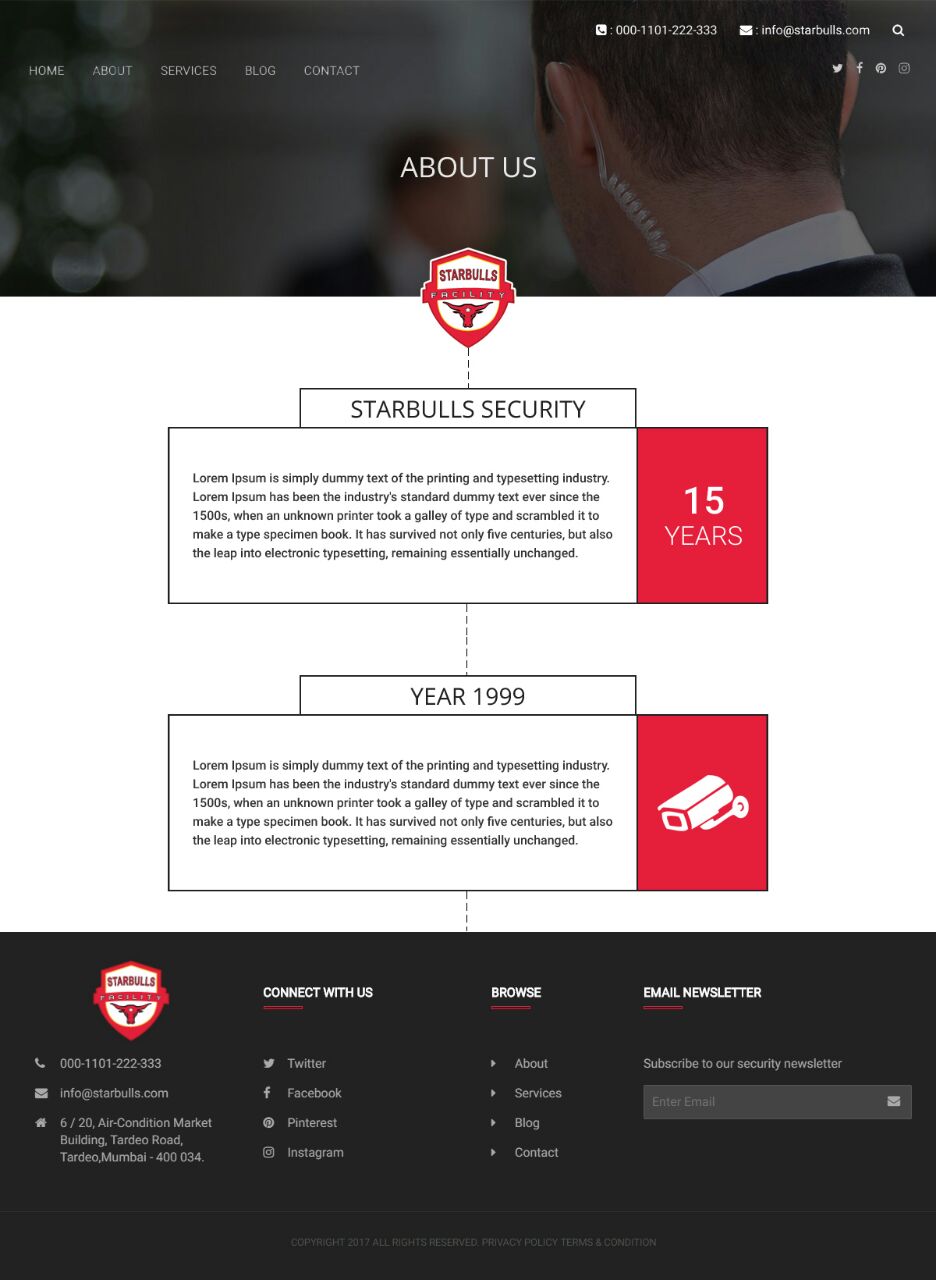 : 000-1101-222-333 : info@starbulls.com
HOME ABOUT SERVICES BLOG CONTACT
ABOUT US
STARBULLS
FACILITY
STARBULLS SECURITY
Lorem Ipsum is simply dummy text of the printing and typesetting industry.
Lorem Ipsum has been the industry's standard dummy text ever since the
1500s, when an unknown printer took a galley of type and scrambled it to
make a type specimen book. It has survived not only five centuries, but also
the leap into electronic typesetting, remaining essentially unchanged.
15
YEARS
YEAR 1999
Lorem Ipsum is simply dummy text of the printing and typesetting industry.
Lorem Ipsum has been the industry's standard dummy text ever since the
1500s, when an unknown printer took a galley of type and scrambled it to
make a type specimen book. It has survived not only five centuries, but also
the leap into electronic typesetting, remaining essentially unchanged.
STARBULLS
FACILITY
000-1101-222-333
info@starbulls.com
6 / 20, Air-Condition Market
Building, Tardeo Road,
Tardeo,Mumbai - 400 034.
CONNECT WITH US
Twitter
Facebook
Pinterest
Instagram
BROWSE
About
Services
Blog
Contact
EMAIL NEWSLETTER
Subscribe to our security newsletter
Enter Email
COPYRIGHT 2017 ALL RIGHTS RESERVED. PRIVACY POLICY TERMS & CONDITION